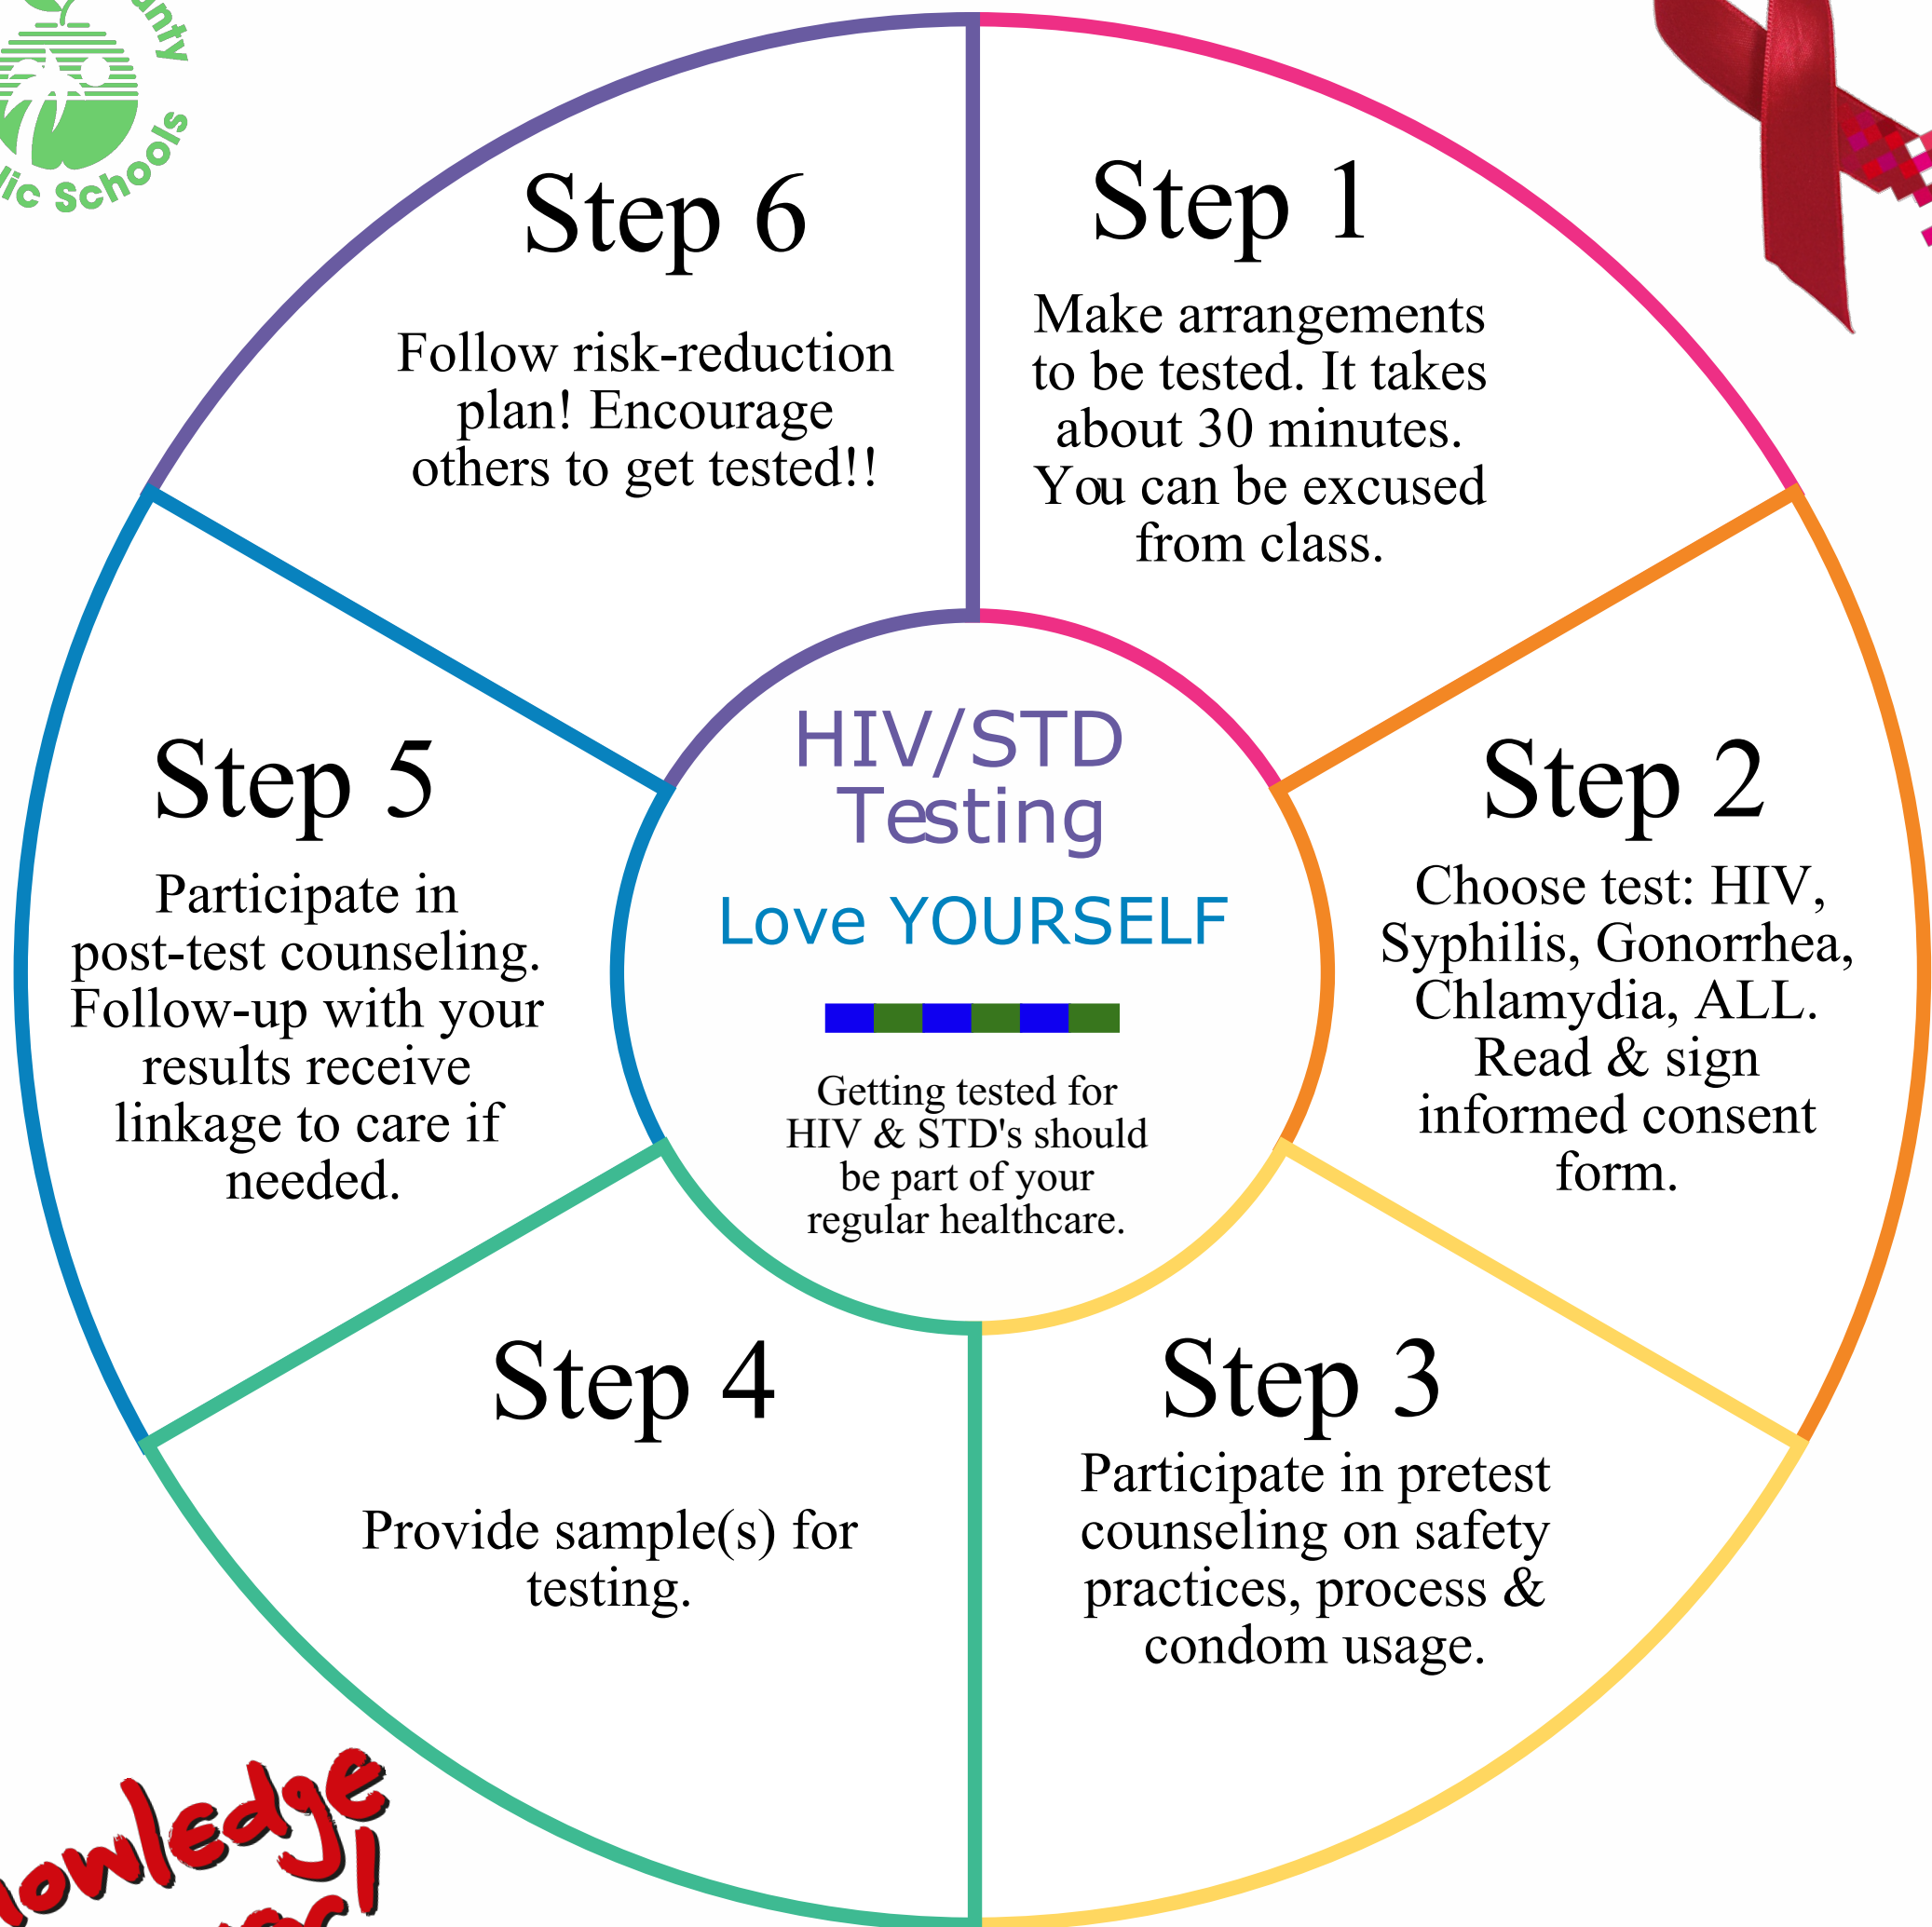 Schools
Step 1
Make arrangements
to be tested. It takes
about 30 minutes.
You can be excused
from class.
Step 2
Choose test: HIV,
Syphilis, Gonorrhea,
Chlamydia, ALL.
Read & sign
informed consent
form.
Step 3
Participate in pretest
counseling on safety
practices, process &
condom usage.
Step 4
Provide sample(s) for
testing.
Step 5
Participate in
post-test counseling.
Follow-up with your
results receive
linkage to care if
needed.
Step 6
Follow risk-reduction
plan! Encourage
others to get tested!!
HIV/STD
Testing
Love YOURSELF
Getting tested for
HIV & STD's should
be part of your
regular healthcare.